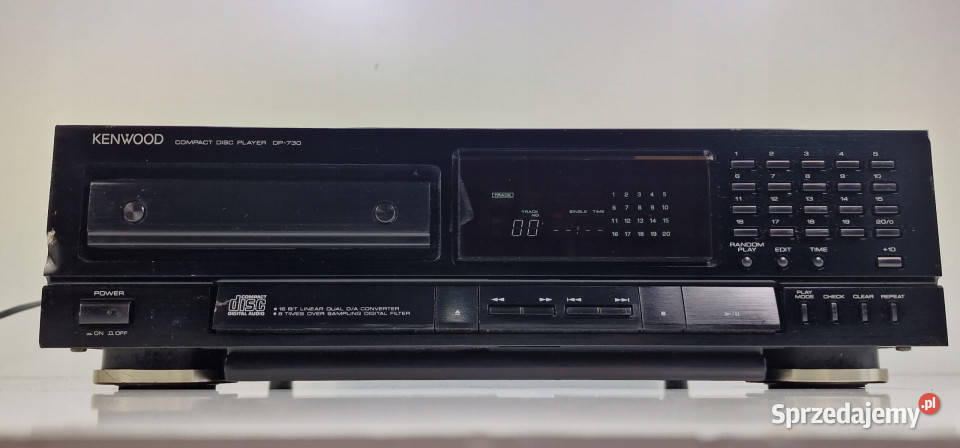 KENWOOD COMPACT DISC PLAYER DP-730
TRACK
TRACK NO
SINGLE TIME
00 --:--
1 2 3 4 5
6 7 8 9 10
11 12 13 14 15
16 17 18 19 20
1 2 3 4 5
6 7 8 9 10
11 12 13 14 15
16 17 18 19 20/0
RANDOM PLAY EDIT TIME +10
POWER
ON OFF
COMPACT disc DIGITAL AUDIO
16 BIT LINEAR DUAL D/A CONVERTER
8 TIMES OVER SAMPLING DIGITAL FILTER
PLAY MODE CHECK CLEAR REPEAT
Sprzedajemy.pl